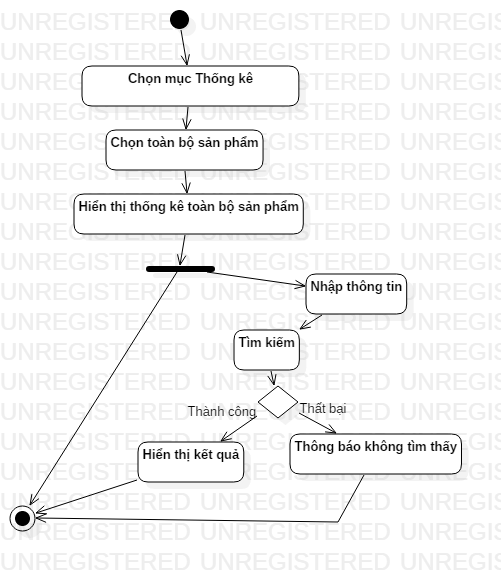 Chọn mục Thống kê
Chọn toàn bộ sản phẩm
Hiển thị thống kê toàn bộ sản phẩm
Nhập thông tin
Tìm kiếm
Thành công
Thất bại
Hiển thị kết quả
Thông báo không tìm thấy
UNREGISTERED